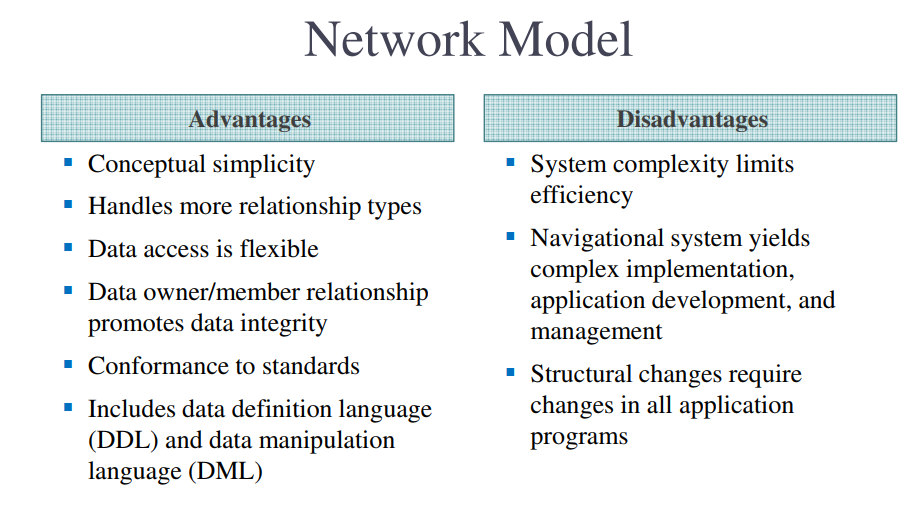 Network Model
Advantages
Conceptual simplicity
Handles more relationship types
Data access is flexible
Data owner/member relationship
promotes data integrity
Conformance to standards
Includes data definition language
(DDL) and data manipulation
language (DML)
Disadvantages
System complexity limits
efficiency
Navigational system yields
complex implementation,
application development, and
management
Structural changes require
changes in all application
programs